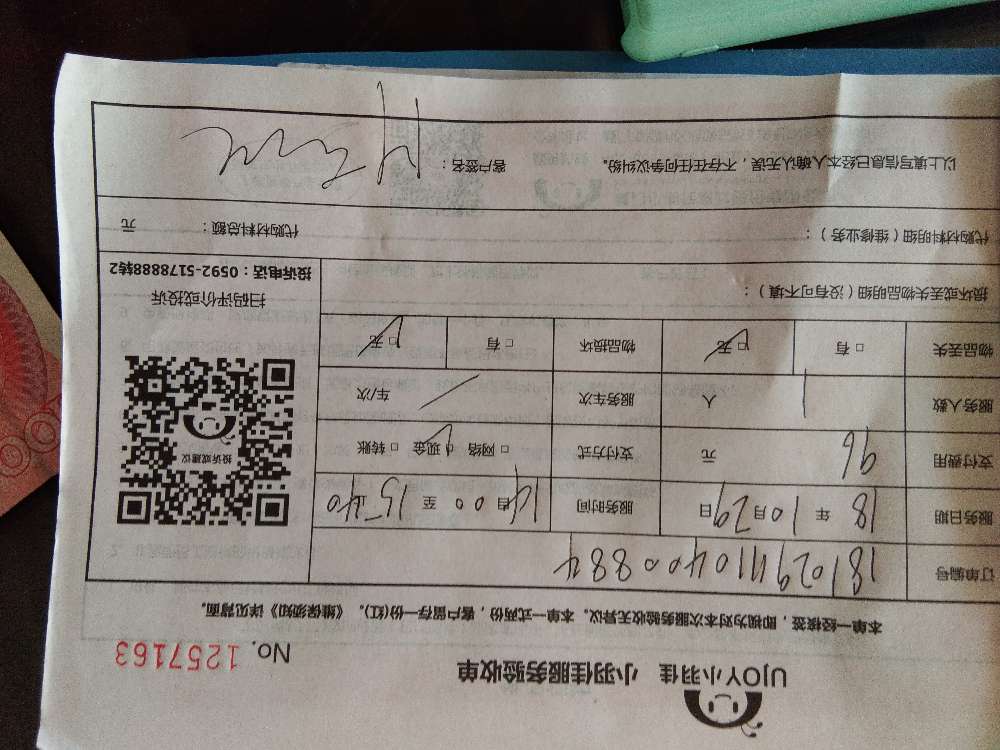 UJOY小羽佳 小羽佳服务验收单
No. 1257163
本单一经核签，即视为对本次服务验收无异议。本单一式两份，客户留存一份(红)。《维保须知》详见背面。
订单编号 181029111040 0884
服务日期 18 年 10 月 29 日 服务时间 自 14:00 至 15:40 止
支付费用 96 元 支付方式 □ 网络 □ 现金 □ 转账
服务人数 1 人 服务车次 / 车/次
物品丢失 □ 有 □ 无 物品损坏 □ 有 □ 无
投诉或建议
扫码评价或投诉
投诉电话：0592-5178888转2
损坏或丢失物品明细（没有可不填）：
代购材料明细（维修业务）： 代购材料总额： 元
以上填写信息已经本人确认无误，不存在任何争议纠纷。 客户签名：